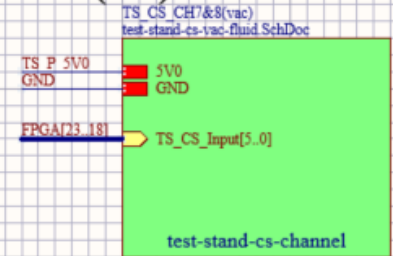 TS_CS_CH7&8(vac)
test-stand-cs-vac-fluid.SchDoc
TS_P_5V0
5V0
GND
GND
FPGA[23..18]
TS_CS_Input[5..0]
test-stand-cs-channel